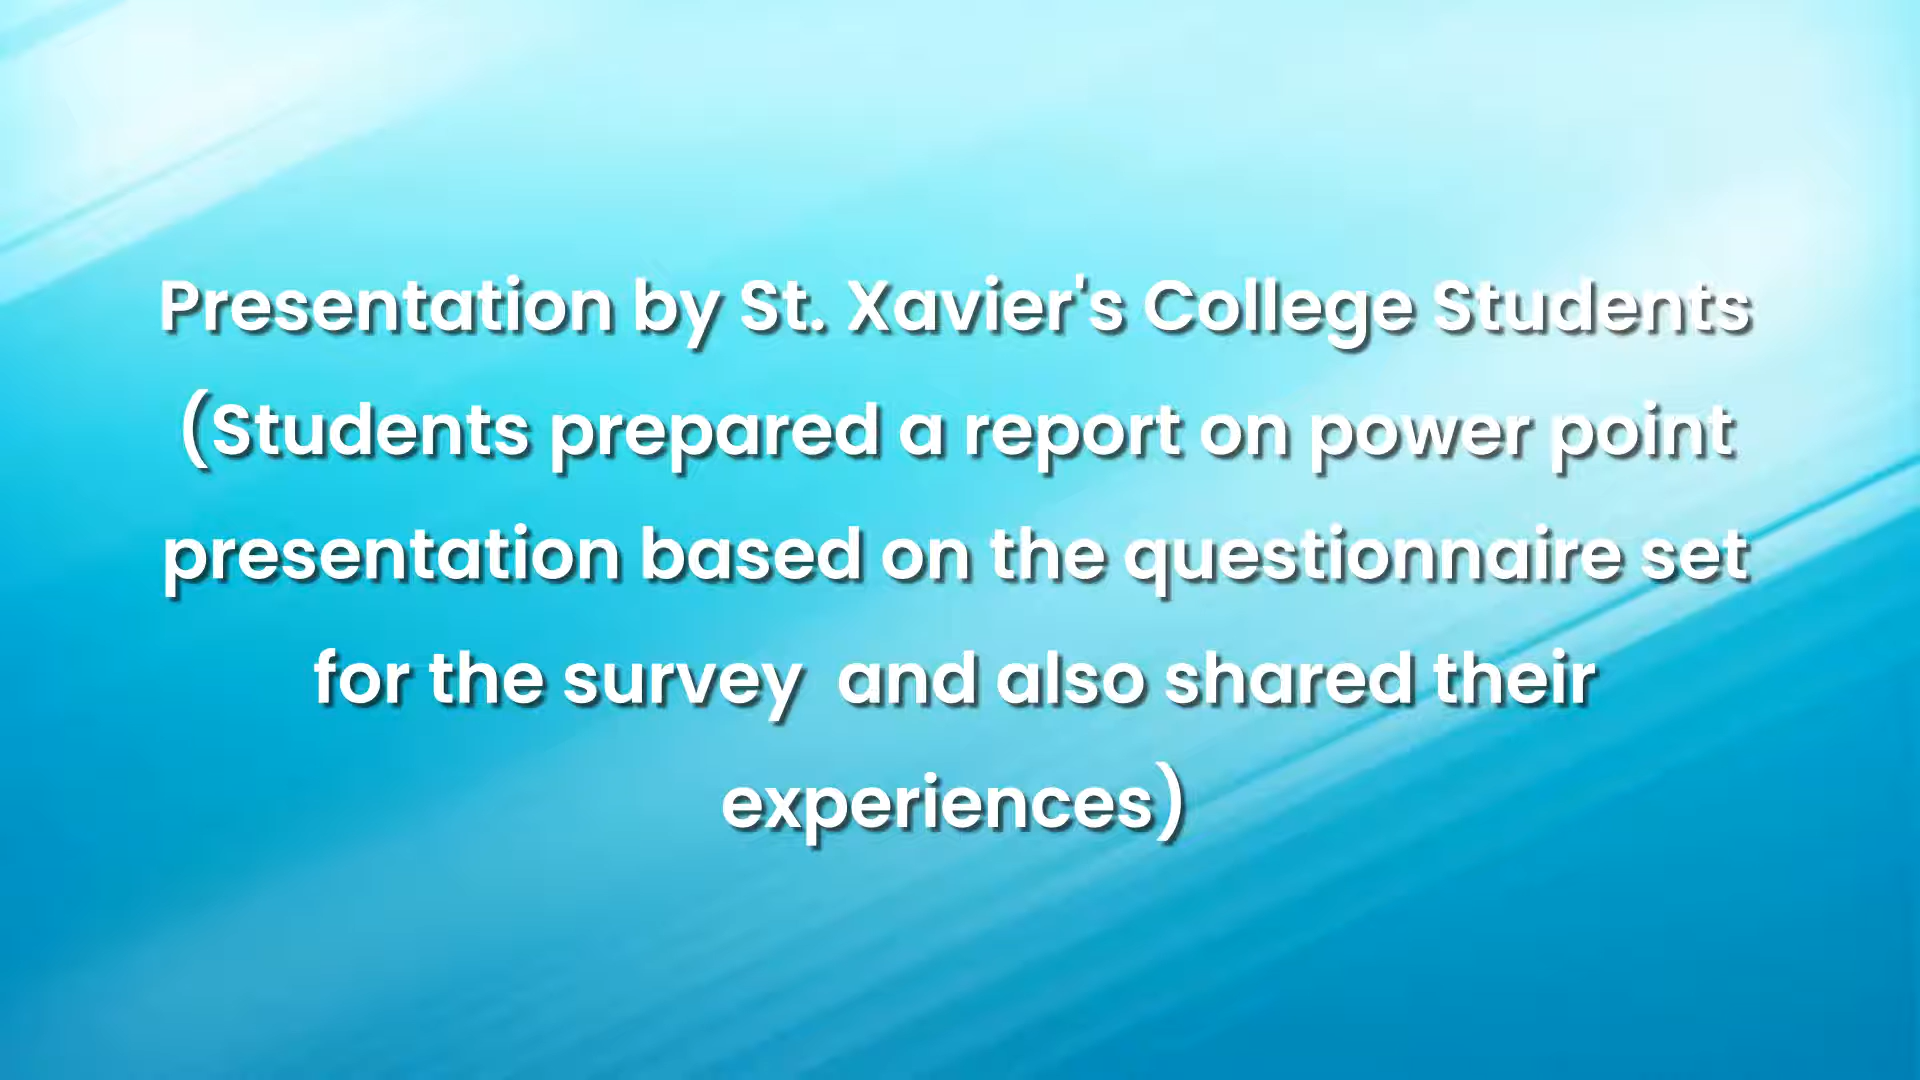 Presentation by St. Xavier's College Students
(Students prepared a report on power point
presentation based on the questionnaire set
for the survey  and also shared their
experiences)